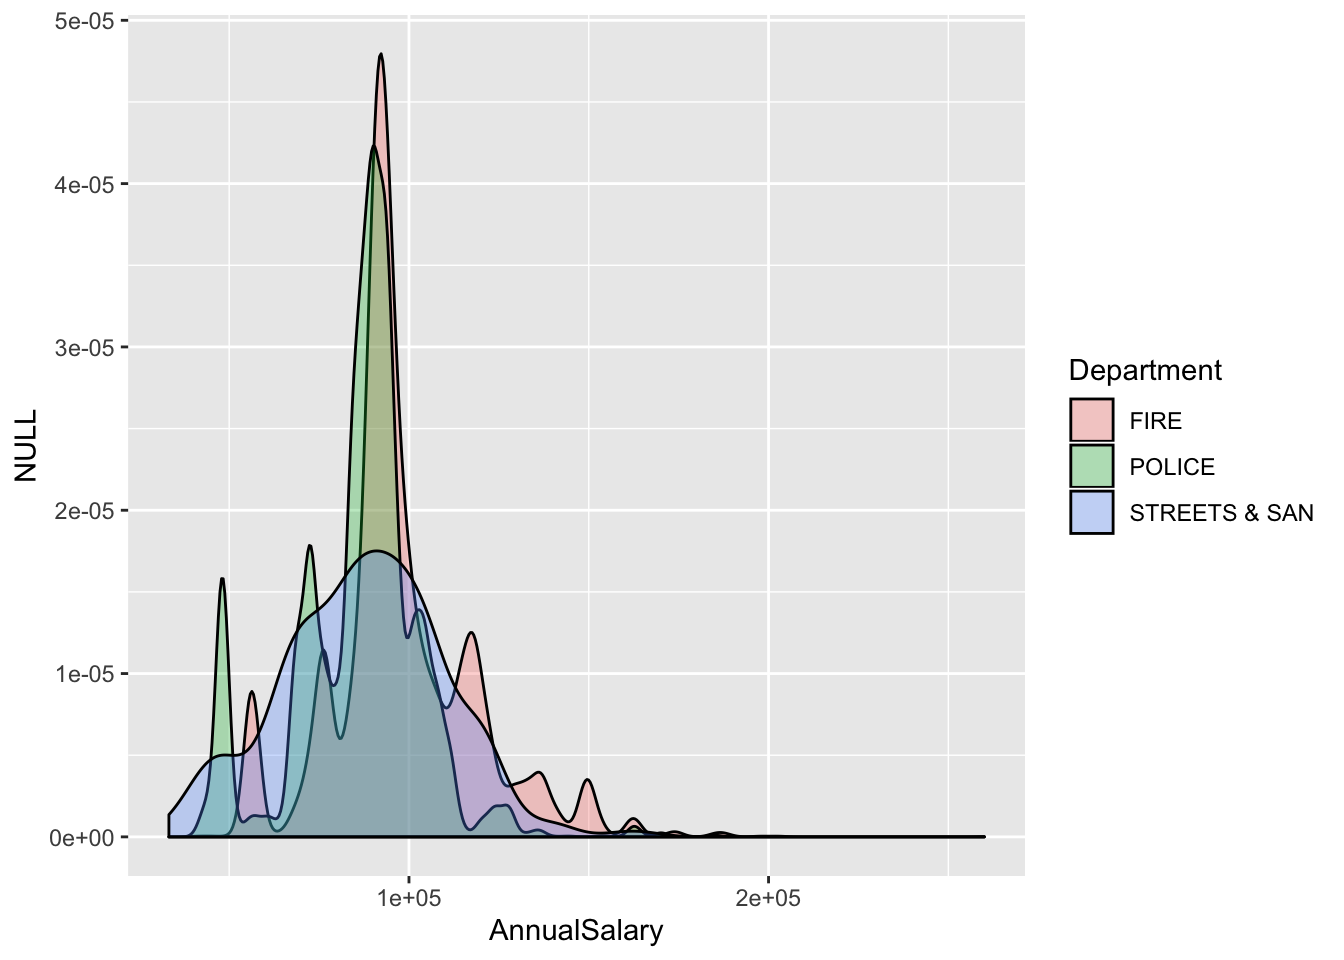 5e-05
4e-05
3e-05
2e-05
1e-05
0e+00
NULL
1e+05
2e+05
AnnualSalary
Department
FIRE
POLICE
STREETS & SAN